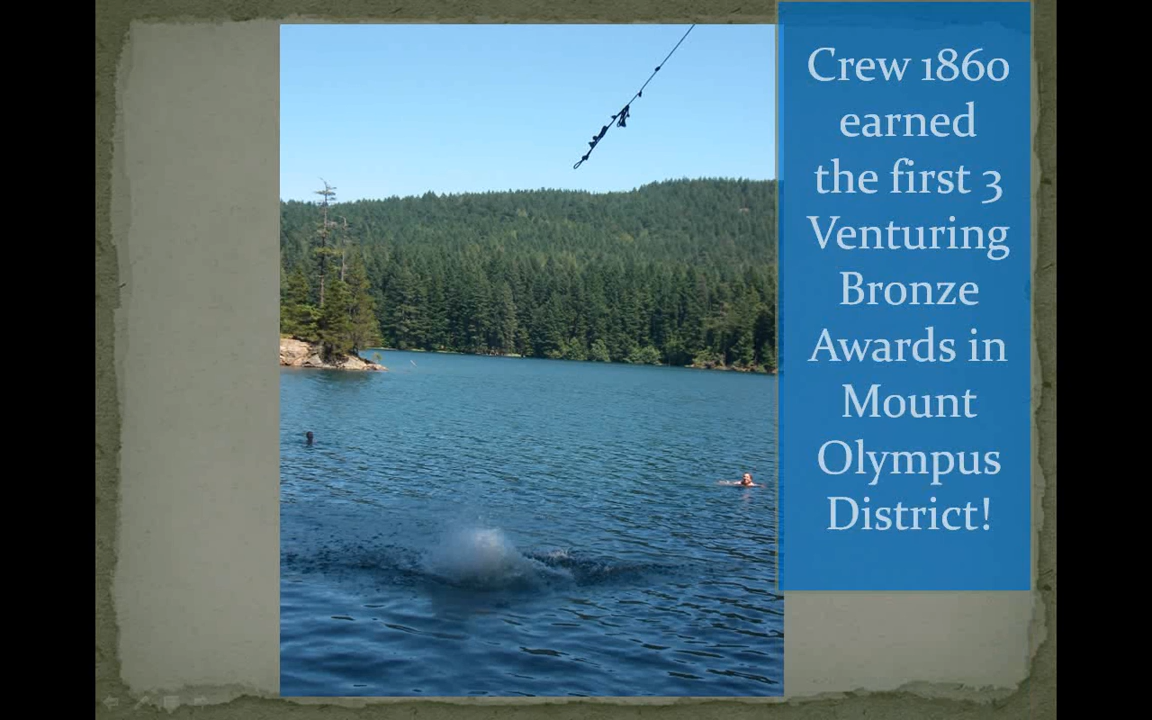 Crew 1860
earned
the first 3
Venturing
Bronze
Awards in
Mount
Olympus
District!